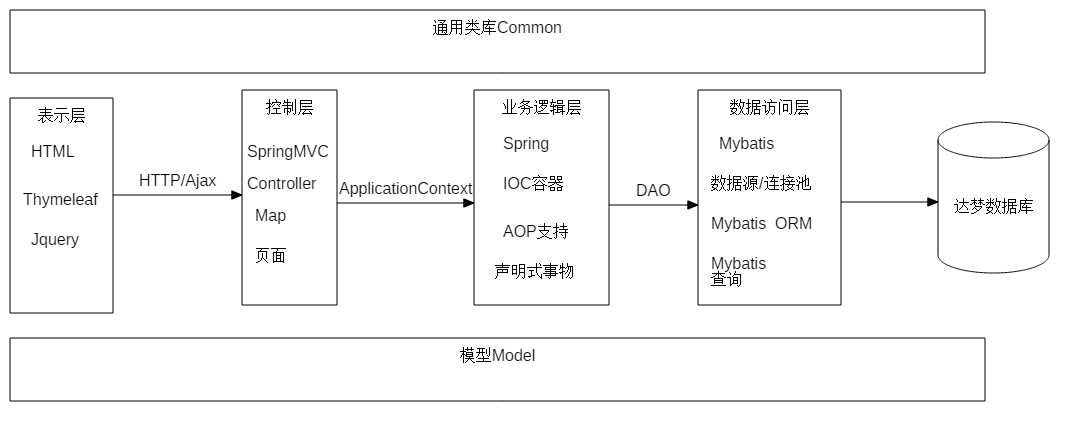 通用类库Common
表示层
HTML
Thymeleaf
Jquery
HTTP/Ajax
控制层
SpringMVC
Controller
Map
页面
ApplicationContext
业务逻辑层
Spring
IOC容器
AOP支持
声明式事物
DAO
数据访问层
Mybatis
数据源/连接池
Mybatis ORM
Mybatis
查询
达梦数据库
模型Model